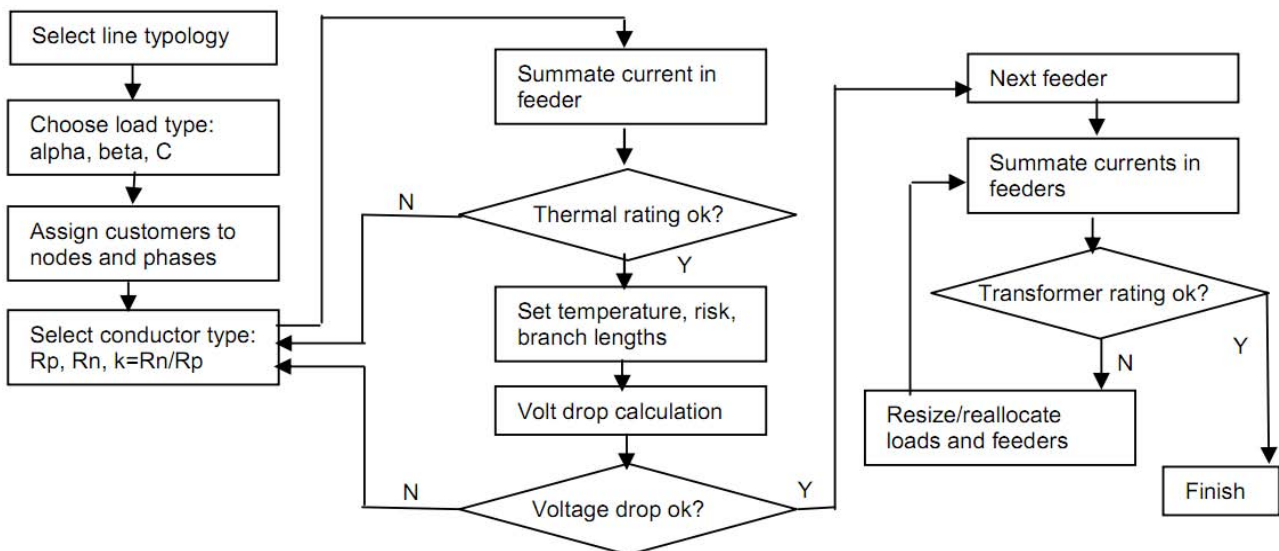 Select line typology
Choose load type:
alpha, beta, C
Assign customers to
nodes and phases
Select conductor type:
Rp, Rn, k=Rn/Rp
Summate current in
feeder
Thermal rating ok?
N
Y
Set temperature, risk,
branch lengths
Volt drop calculation
Voltage drop ok?
N
Y
Next feeder
Summate currents in
feeders
Transformer rating ok?
N
Y
Resize/reallocate
loads and feeders
Finish